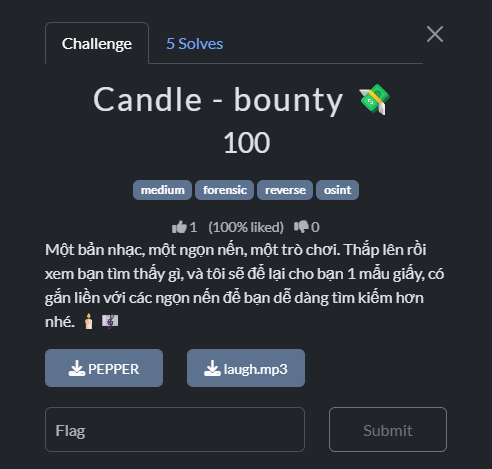 Challenge
5 Solves
Candle - bounty 💸
100
medium forensic reverse osint
1 (100% liked) 0
Một bản nhạc, một ngọn nến, một trò chơi. Thắp lên rồi
xem bạn tìm thấy gì, và tôi sẽ để lại cho bạn 1 mẫu giấy, có
gắn liền với các ngọn nến để bạn dễ dàng tìm kiếm hơn
nhé. 🕯️ 🎼
PEPPER
laugh.mp3
Flag
Submit